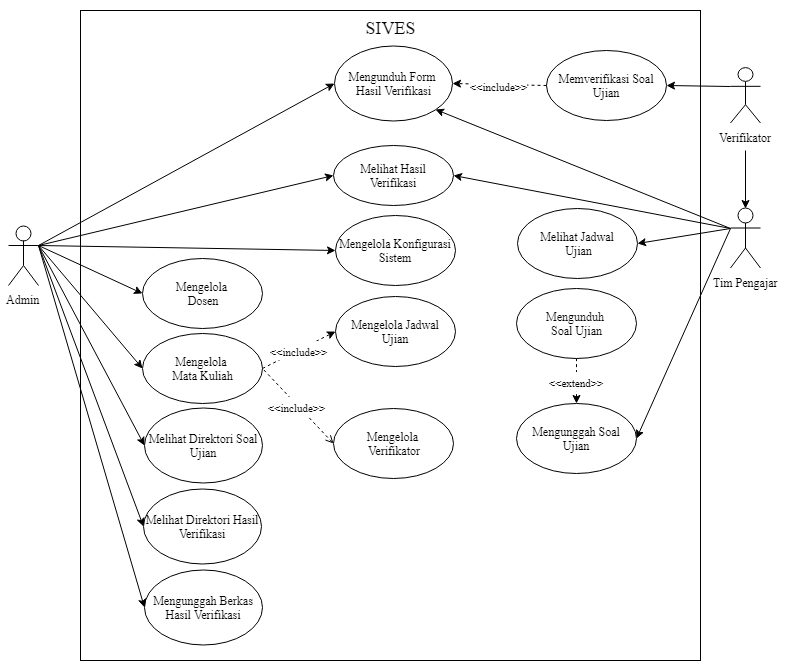 SIVES
Mengunduh Form
Hasil Verifikasi
<<include>>
Memverifikasi Soal
Ujian
Verifikator
Melihat Hasil
Verifikasi
Admin
Mengelola Konfigurasi
Sistem
Melihat Jadwal
Ujian
Tim Pengajar
Mengelola
Dosen
Mengelola Jadwal
Ujian
Mengunduh
Soal Ujian
Mengelola
Mata Kuliah
<<include>>
<<include>>
<<extend>>
Melihat Direktori Soal
Ujian
Mengelola
Verifikator
Mengunggah Soal
Ujian
Melihat Direktori Hasil
Verifikasi
Mengunggah Berkas
Hasil Verifikasi